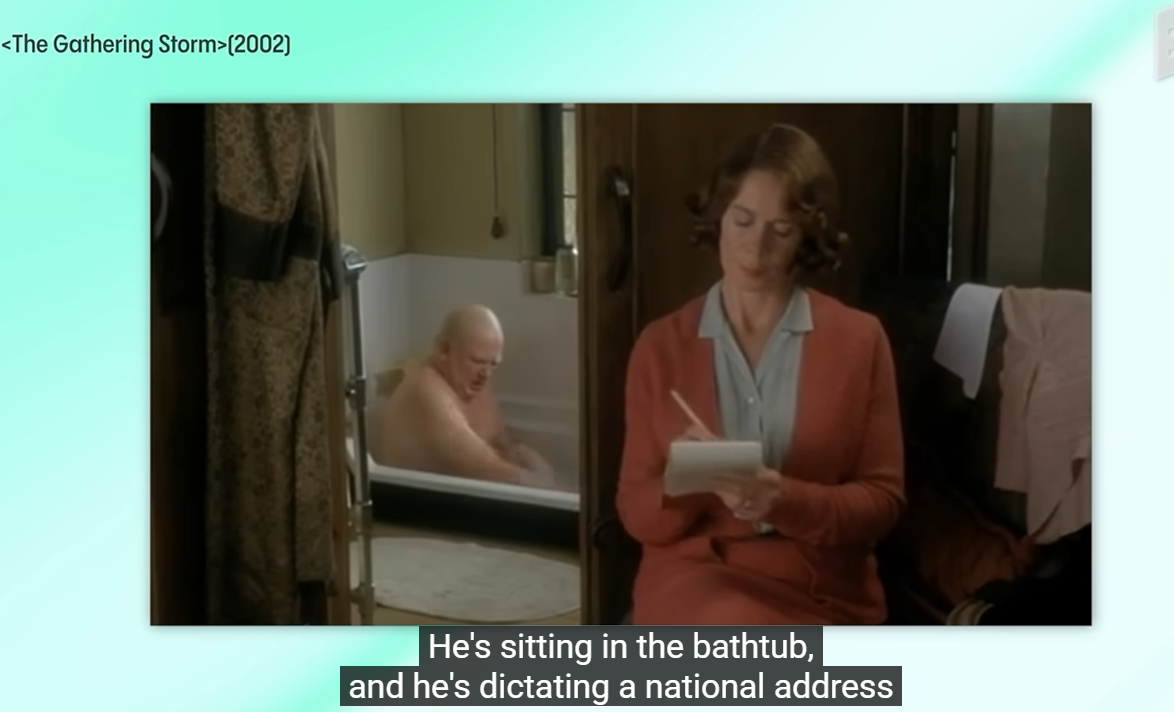 <The Gathering Storm>(2002)
He's sitting in the bathtub,
and he's dictating a national address